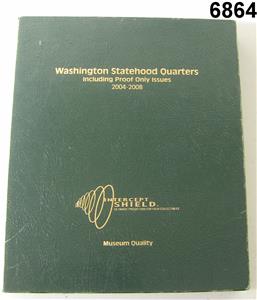 6864
Washington Statehood Quarters
Including Proof Only Issues
2004-2008
INTERCEPT
SHIELD
Museum Quality